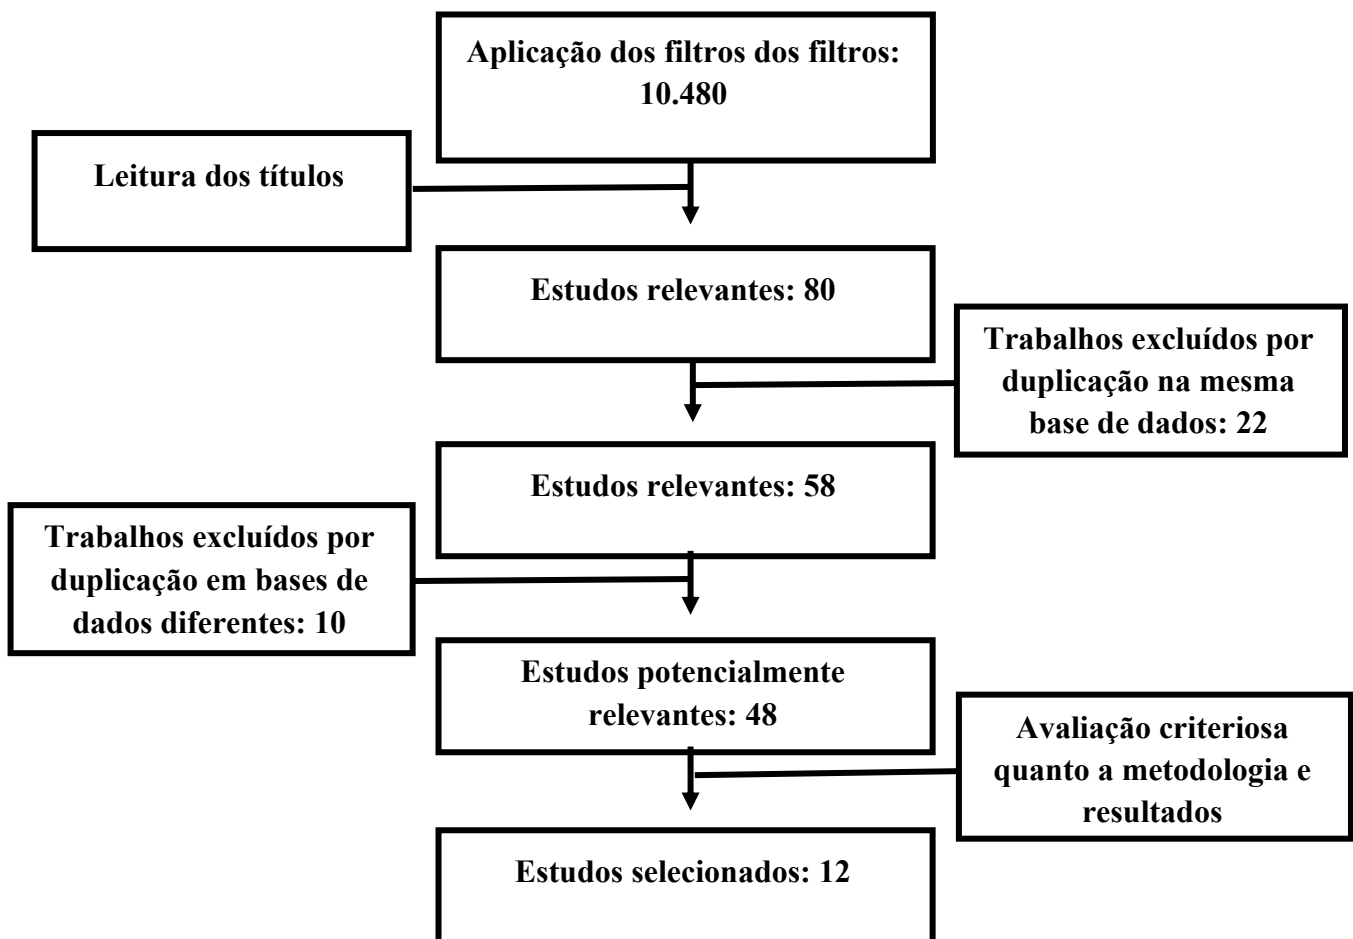 Aplicação dos filtros dos filtros:
10.480
Leitura dos títulos
Estudos relevantes: 80
Trabalhos excluídos por
duplicação na mesma
base de dados: 22
Estudos relevantes: 58
Trabalhos excluídos por
duplicação em bases de
dados diferentes: 10
Estudos potencialmente
relevantes: 48
Avaliação criteriosa
quanto a metodologia e
resultados
Estudos selecionados: 12